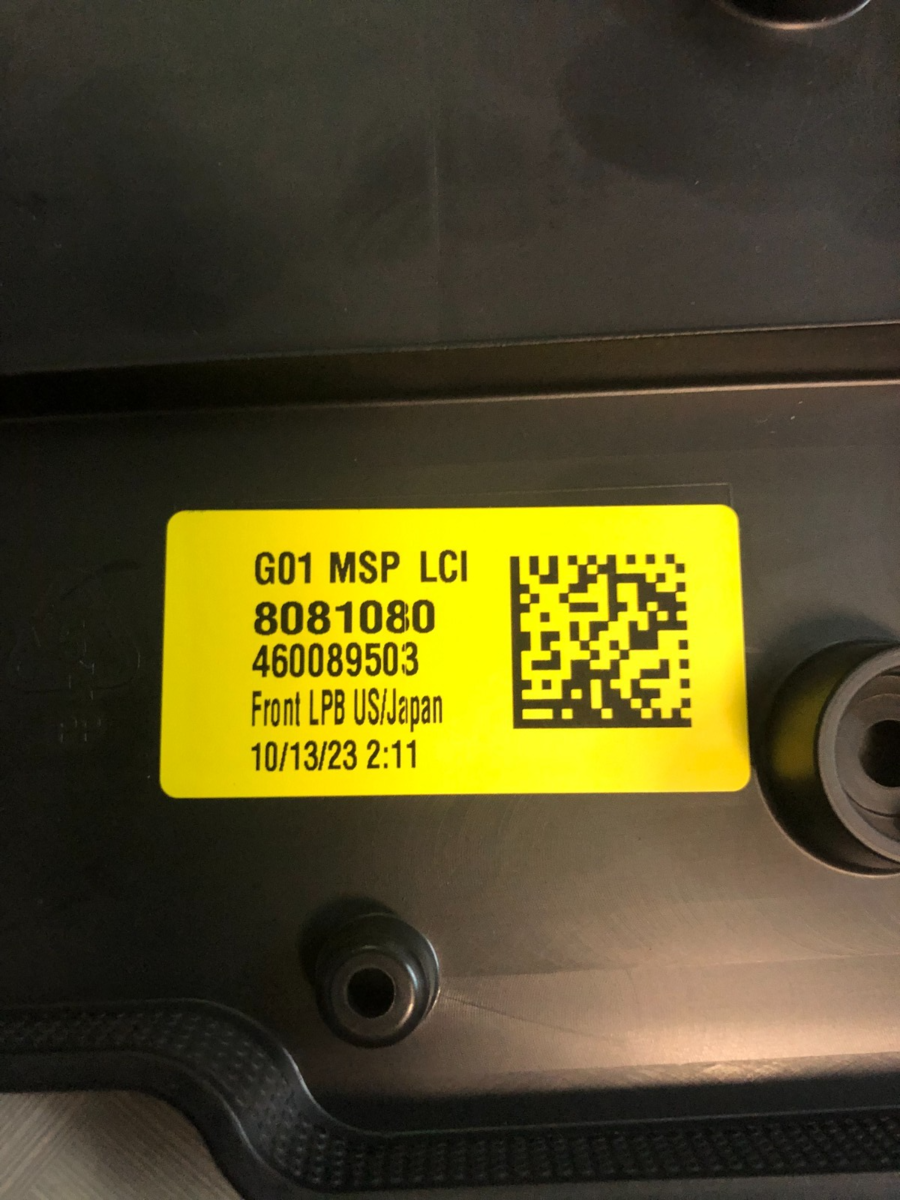 G01 MSP LCI
8081080
460089503
Front LPB US/Japan
10/13/23 2:11